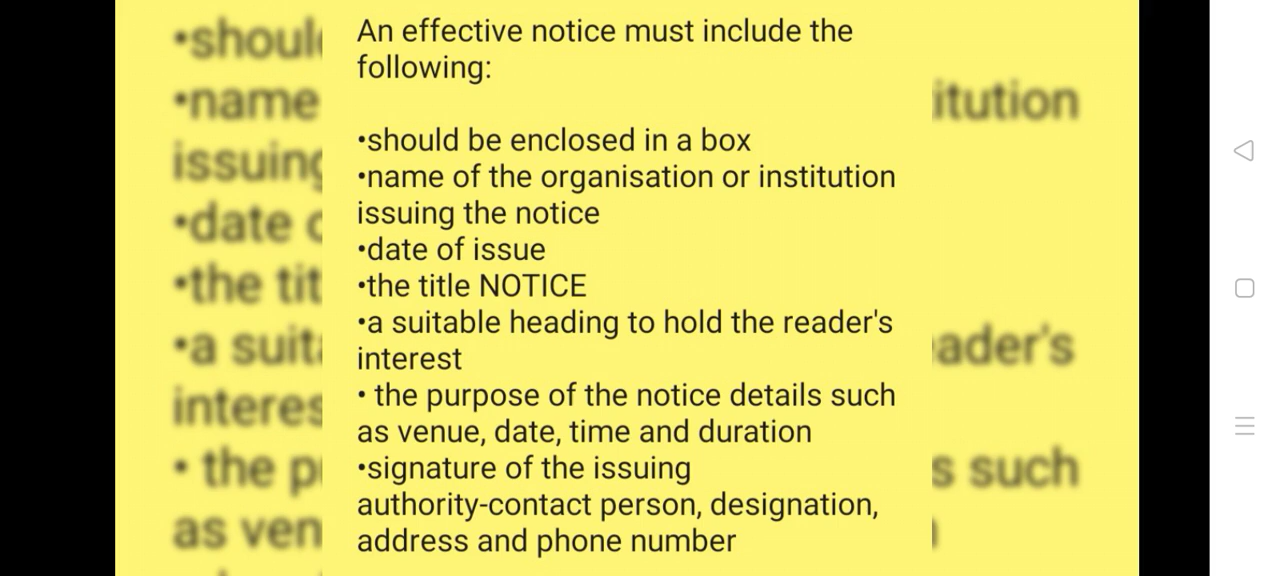 An effective notice must include the
following:
•should be enclosed in a box
•name of the organisation or institution
issuing the notice
•date of issue
•the title NOTICE
•a suitable heading to hold the reader's
interest
• the purpose of the notice details such
as venue, date, time and duration
•signature of the issuing
authority-contact person, designation,
address and phone number